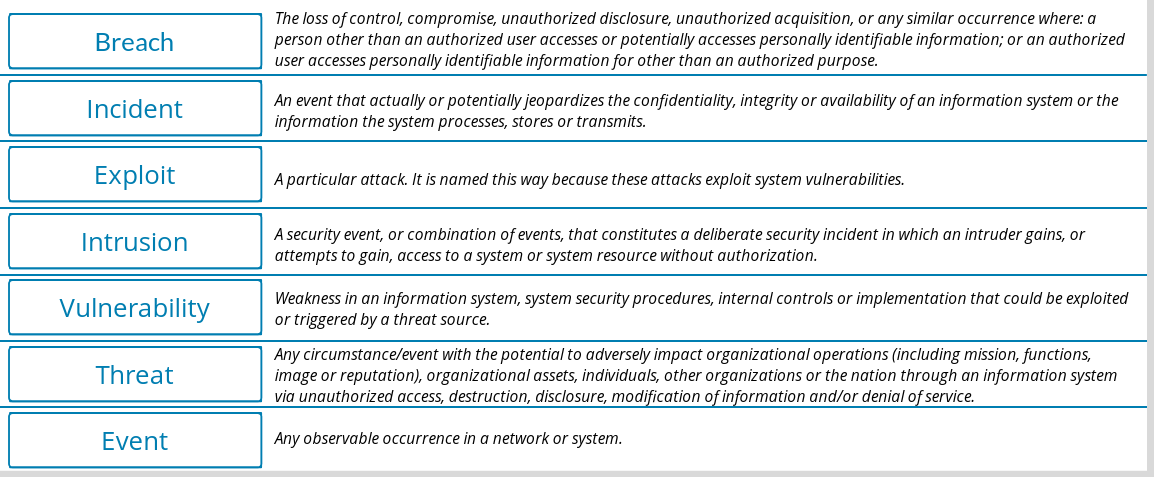 Breach
The loss of control, compromise, unauthorized disclosure, unauthorized acquisition, or any similar occurrence where: a
person other than an authorized user accesses or potentially accesses personally identifiable information; or an authorized
user accesses personally identifiable information for other than an authorized purpose.
Incident
An event that actually or potentially jeopardizes the confidentiality, integrity or availability of an information system or the
information the system processes, stores or transmits.
Exploit
A particular attack. It is named this way because these attacks exploit system vulnerabilities.
Intrusion
A security event, or combination of events, that constitutes a deliberate security incident in which an intruder gains, or
attempts to gain, access to a system or system resource without authorization.
Vulnerability
Weakness in an information system, system security procedures, internal controls or implementation that could be exploited
or triggered by a threat source.
Threat
Any circumstance/event with the potential to adversely impact organizational operations (including mission, functions,
image or reputation), organizational assets, individuals, other organizations or the nation through an information system
via unauthorized access, destruction, disclosure, modification of information and/or denial of service.
Event
Any observable occurrence in a network or system.